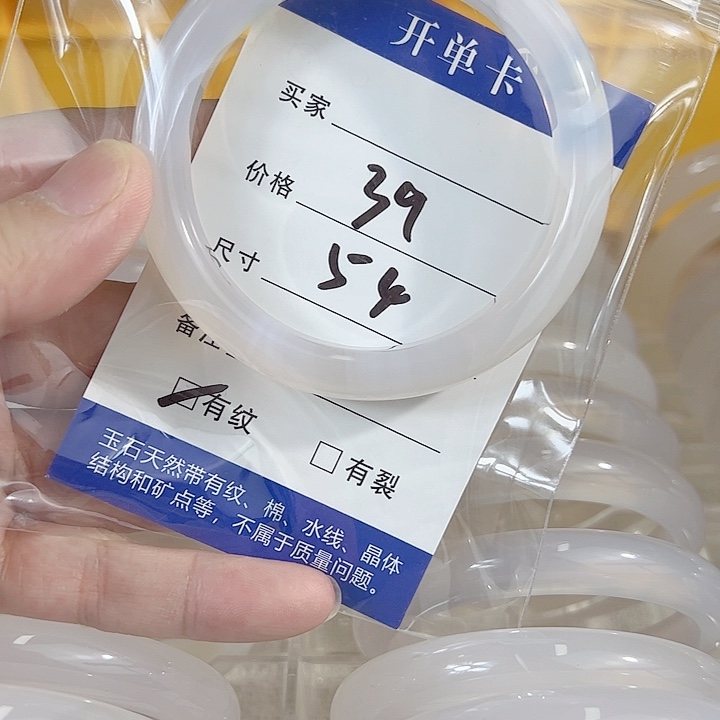 开单卡
买家
价格 39
尺寸 54
备注
有纹
有裂
玉石天然带有纹、棉、水线、晶体
结构和矿点等，不属于质量问题。